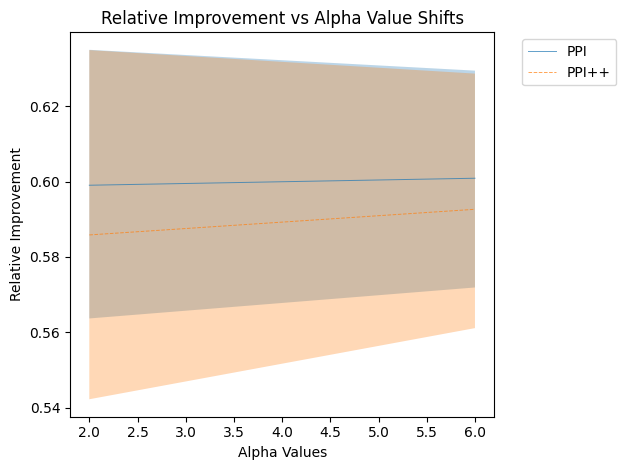 Relative Improvement vs Alpha Value Shifts
PPI
PPI++
Relative Improvement
0.62
0.60
0.58
0.56
0.54
2.0 2.5 3.0 3.5 4.0 4.5 5.0 5.5 6.0
Alpha Values